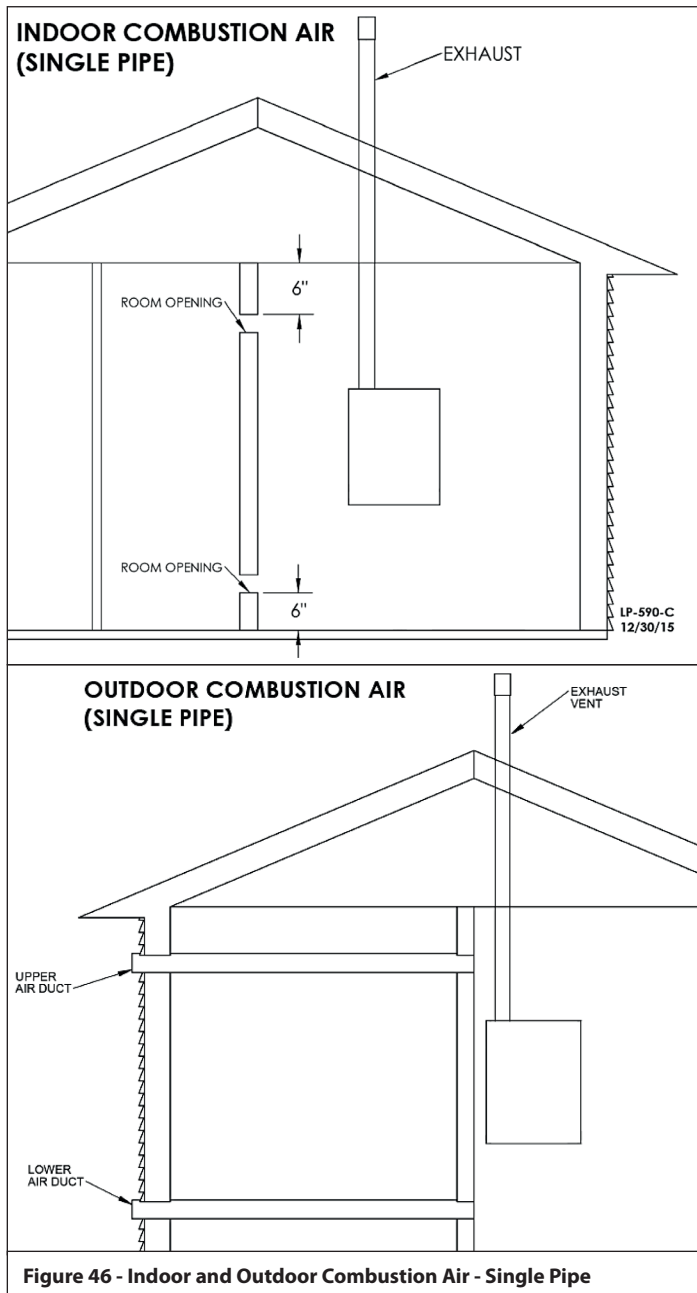 INDOOR COMBUSTION AIR
(SINGLE PIPE)
EXHAUST
6"
ROOM OPENING
ROOM OPENING
6"
LP-590-C
12/30/15
OUTDOOR COMBUSTION AIR
(SINGLE PIPE)
EXHAUST
VENT
UPPER
AIR DUCT
LOWER
AIR DUCT
Figure 46 - Indoor and Outdoor Combustion Air - Single Pipe